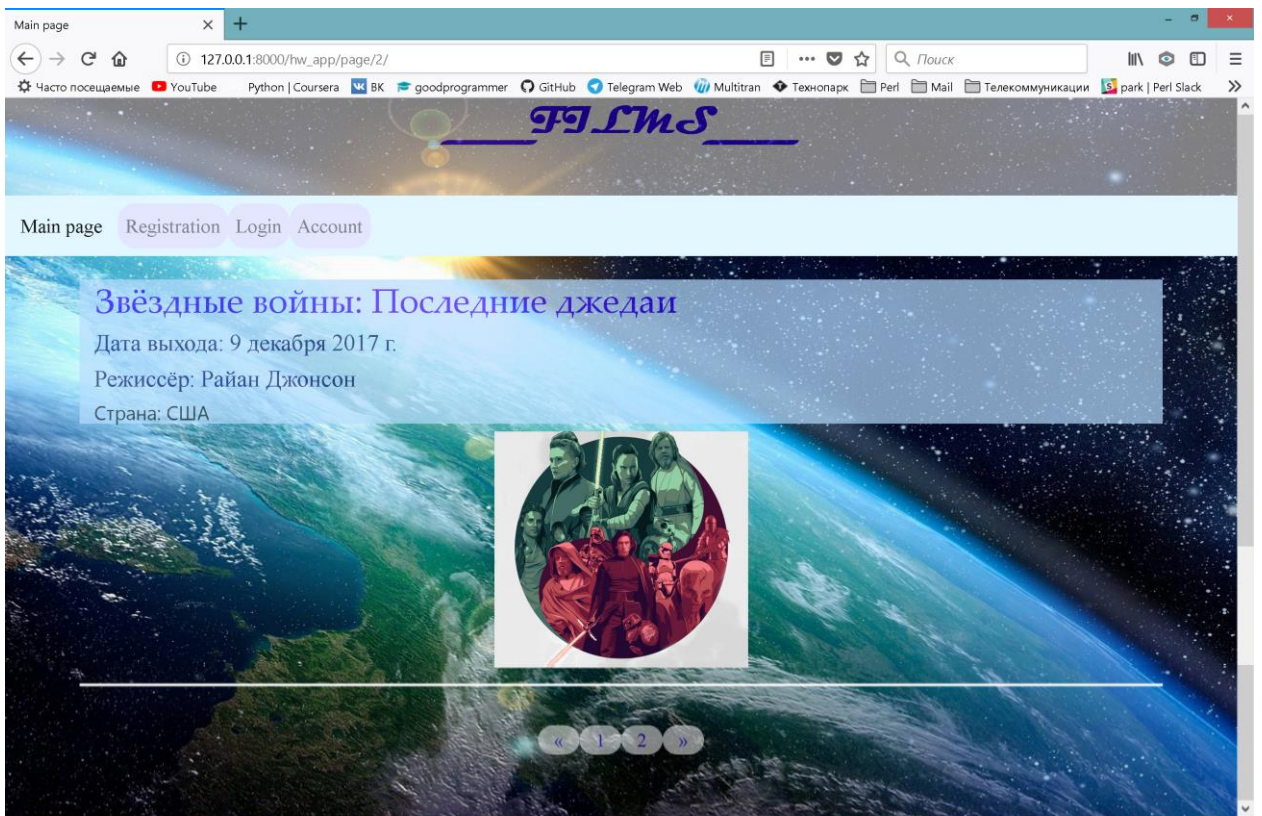 Main page
127.0.0.1:8000/hw_app/page/2/
Поиск
Часто посещаемые YouTube Python | Coursera ВК goodprogrammer GitHub Telegram Web Multitran Технопарк Perl Mail Телекоммуникации park | Perl Slack
____FILMS____
Main page Registration Login Account
Звёздные войны: Последние джедаи
Дата выхода: 9 декабря 2017 г.
Режиссёр: Райан Джонсон
Страна: США
« 1 2 »